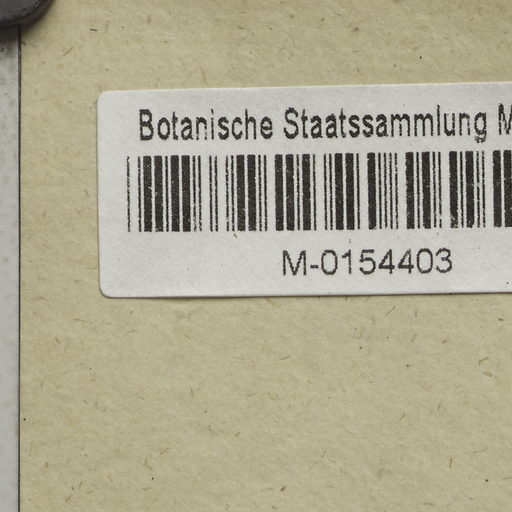 Botanische Staatssammlung M
M-0154403